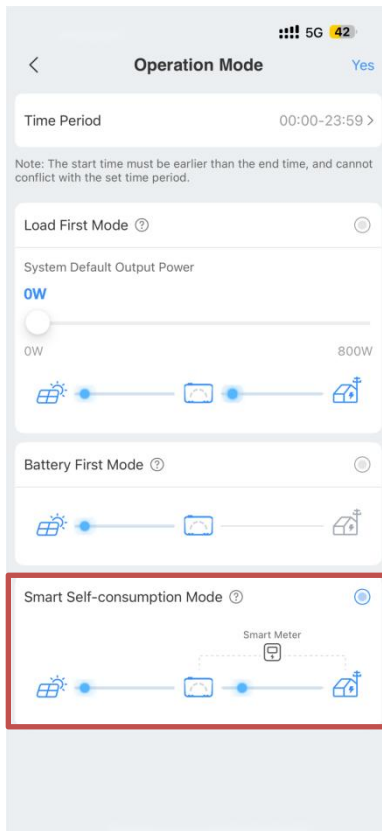 5G 42
Operation Mode Yes
Time Period 00:00-23:59
Note: The start time must be earlier than the end time, and cannot
conflict with the set time period.
Load First Mode ?
System Default Output Power
0W
0W 800W
Battery First Mode ?
Smart Self-consumption Mode ?
Smart Meter